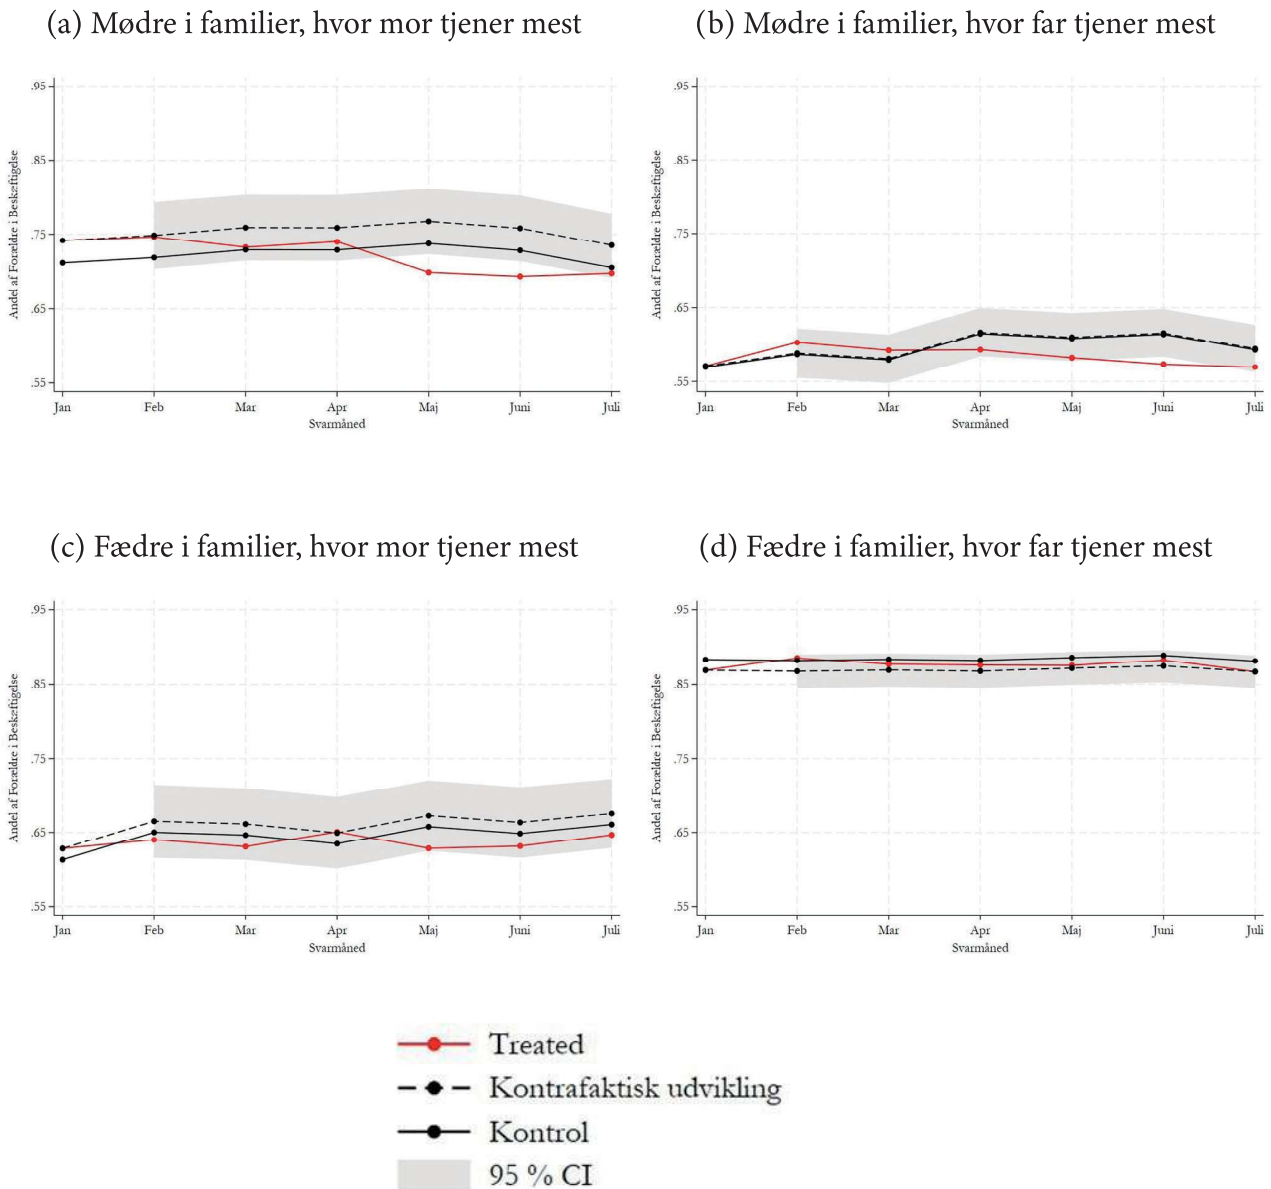 (a) Mødre i familier, hvor mor tjener mest
(b) Mødre i familier, hvor far tjener mest
Andel af Forældre i Beskæftigelse
.95
.85
.75
.65
.55
Jan Feb Mar Apr Maj Juni Juli
Svarmåned
Andel af Forældre i Beskæftigelse
.95
.85
.75
.65
.55
Jan Feb Mar Apr Maj Juni Juli
Svarmåned
(c) Fædre i familier, hvor mor tjener mest
(d) Fædre i familier, hvor far tjener mest
Andel af Forældre i Beskæftigelse
.95
.85
.75
.65
.55
Jan Feb Mar Apr Maj Juni Juli
Svarmåned
Andel af Forældre i Beskæftigelse
.95
.85
.75
.65
.55
Jan Feb Mar Apr Maj Juni Juli
Svarmåned
Treated
Kontrafaktisk udvikling
Kontrol
95 % CI